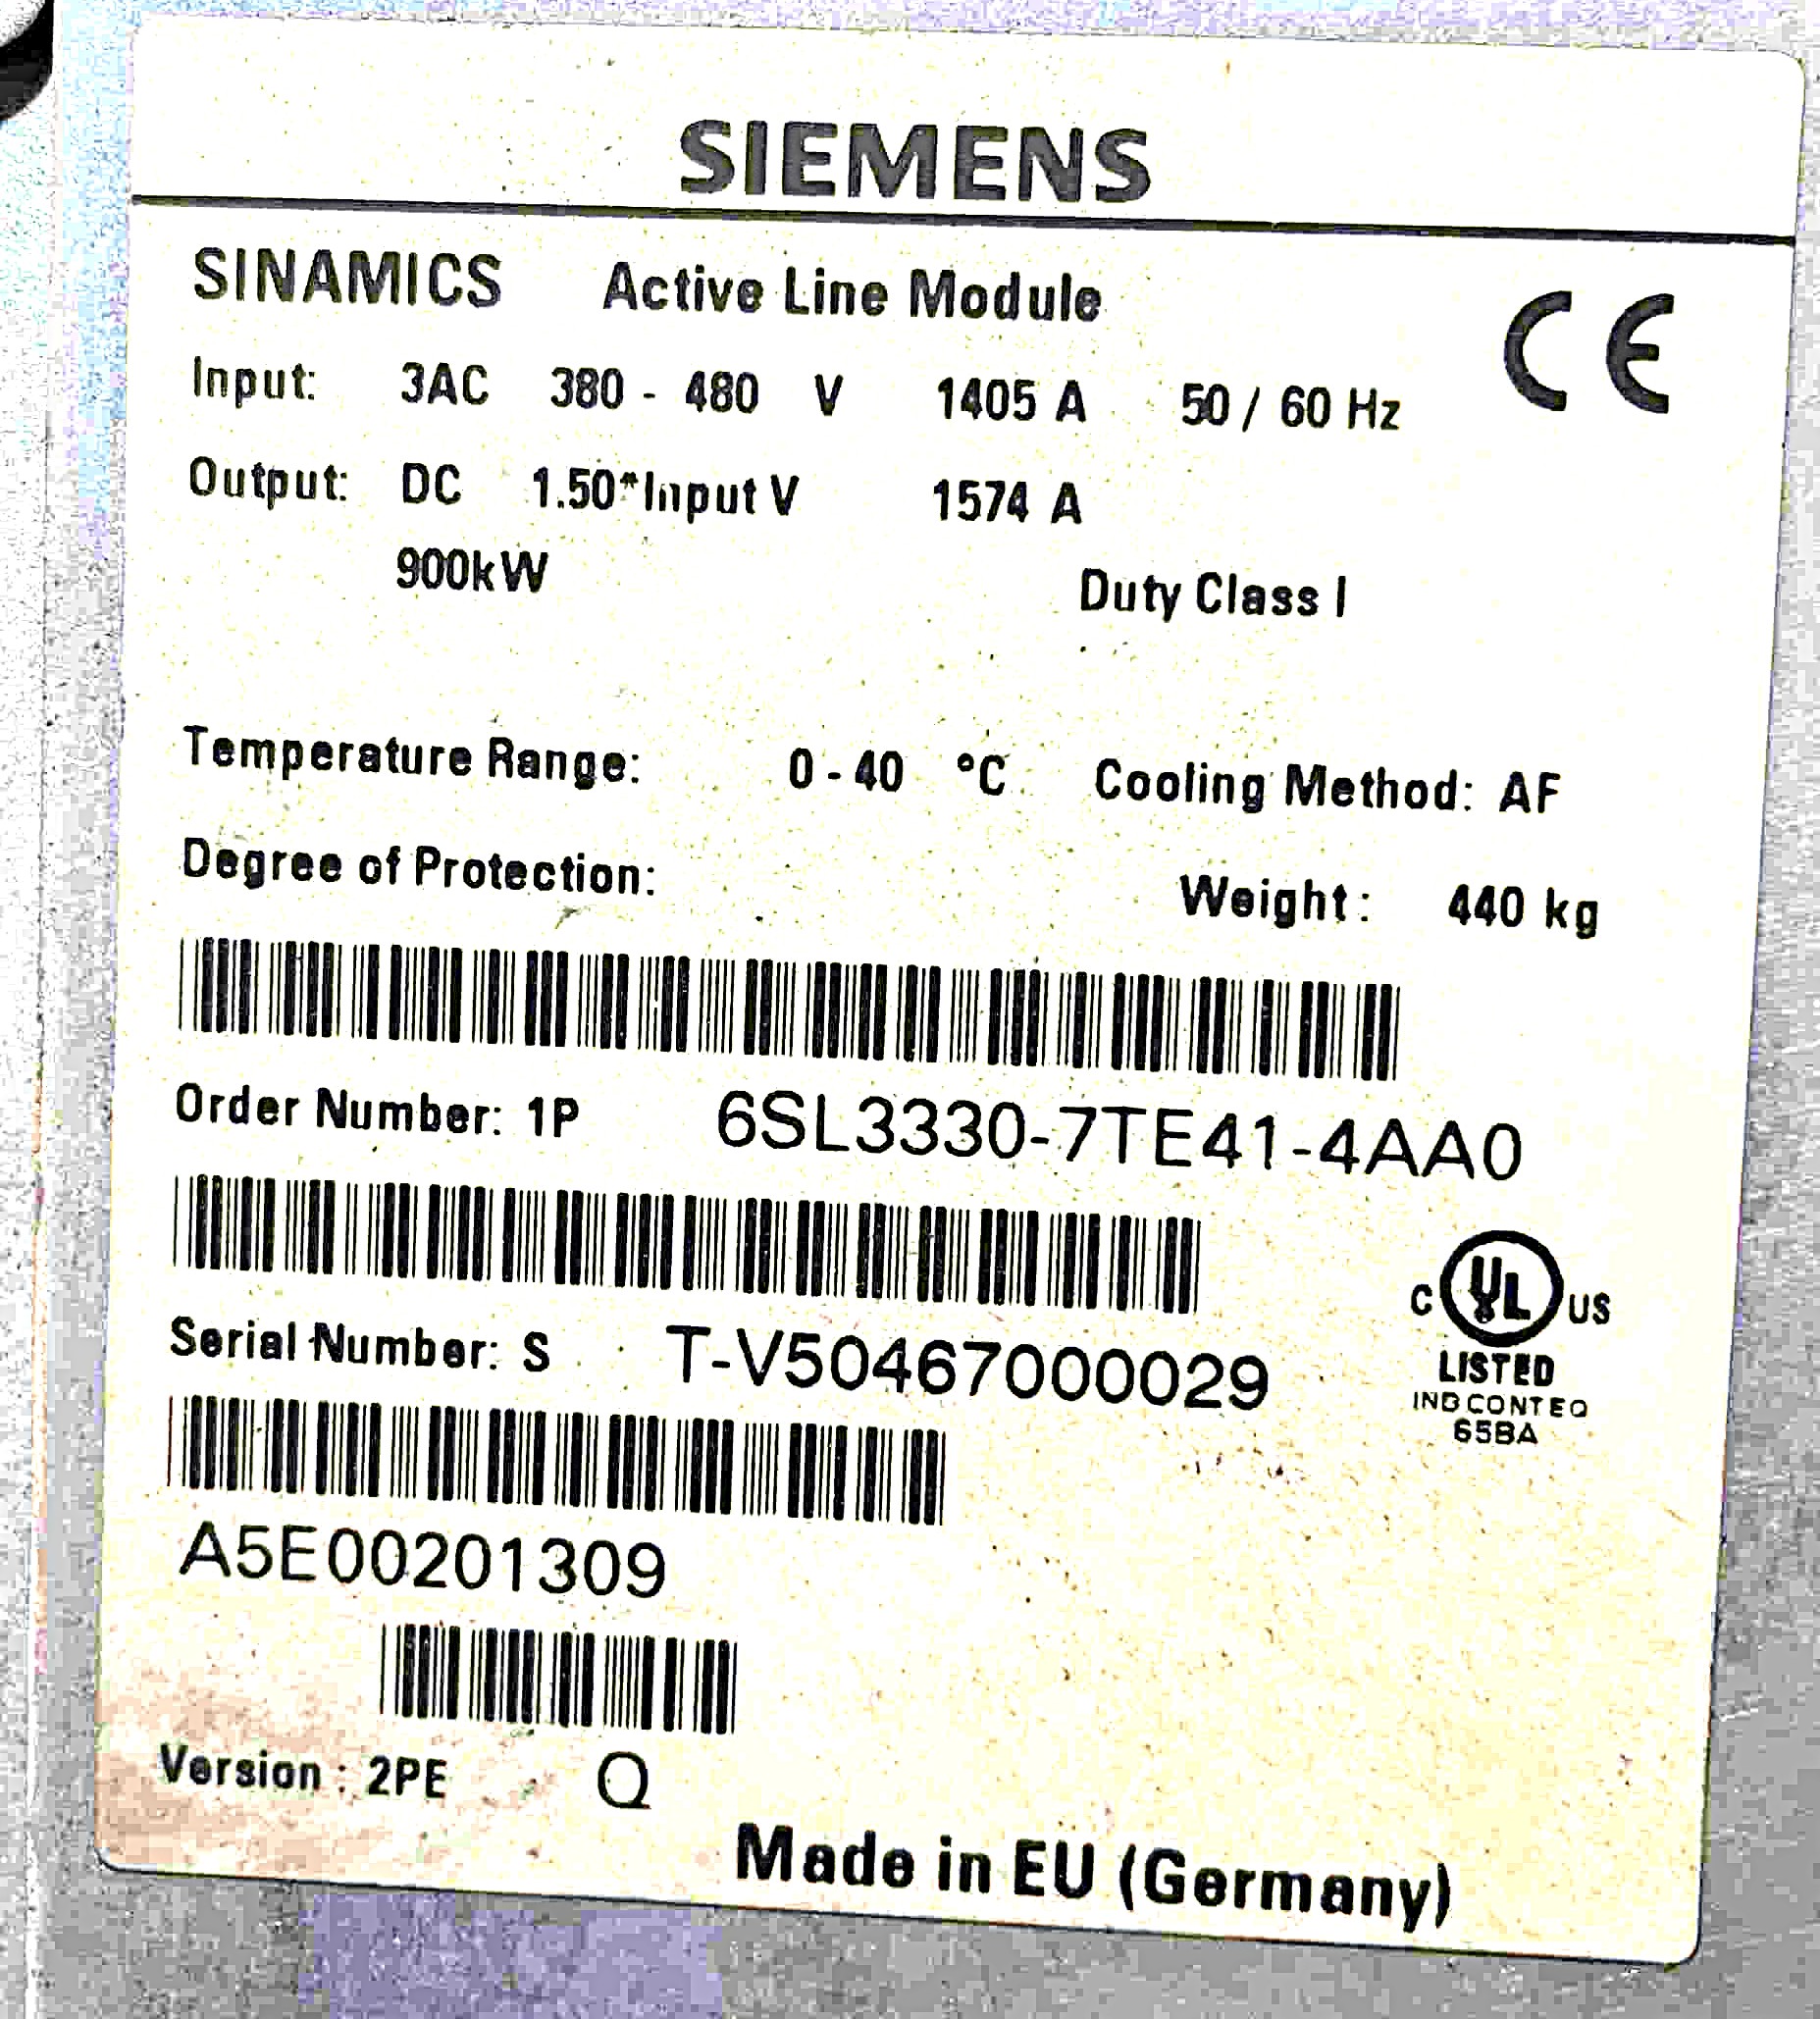 SIEMENS
SINAMICS Active Line Module
CE
Input: 3AC 380 - 480 V 1405 A 50 / 60 Hz
Output: DC 1.50*Input V 1574 A
900kW Duty Class I
Temperature Range: 0 - 40 °C Cooling Method: AF
Degree of Protection: Weight: 440 kg
Order Number: 1P 6SL3330-7TE41-4AA0
Serial Number: S T-V50467000029
C UL US
LISTED
IND CONT EQ
65BA
A5E00201309
Version : 2PE Q
Made in EU (Germany)